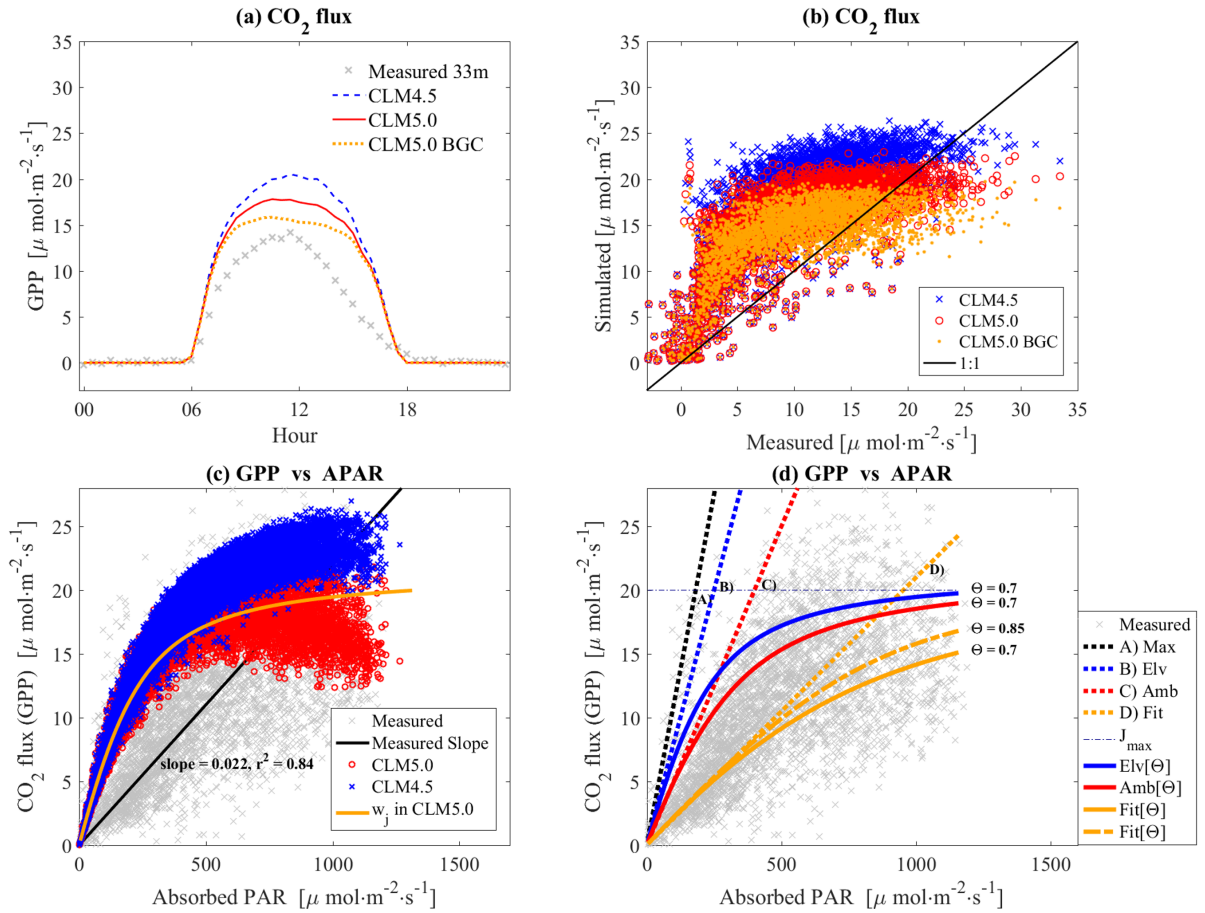 (a) CO2 flux
GPP [μ mol·m-2·s-1]
35
30
25
20
15
10
5
0
Measured 33m
CLM4.5
CLM5.0
CLM5.0 BGC
00 06 12 18
Hour
(b) CO2 flux
Simulated [μ mol·m-2·s-1]
35
30
25
20
15
10
5
0
CLM4.5
CLM5.0
CLM5.0 BGC
1:1
0 5 10 15 20 25 30 35
Measured [μ mol·m-2·s-1]
(c) GPP vs APAR
CO2 flux (GPP) [μ mol·m-2·s-1]
25
20
15
10
5
0
slope = 0.022, r2 = 0.84
Measured
Measured Slope
CLM5.0
CLM4.5
wj in CLM5.0
0 500 1000 1500
Absorbed PAR [μ mol·m-2·s-1]
(d) GPP vs APAR
CO2 flux (GPP) [μ mol·m-2·s-1]
25
20
15
10
5
0
A)
B)
C)
D)
Θ = 0.7
Θ = 0.7
Θ = 0.85
Θ = 0.7
Measured
A) Max
B) Elv
C) Amb
D) Fit
Jmax
Elv[Θ]
Amb[Θ]
Fit[Θ]
Fit[Θ]
0 500 1000 1500
Absorbed PAR [μ mol·m-2·s-1]